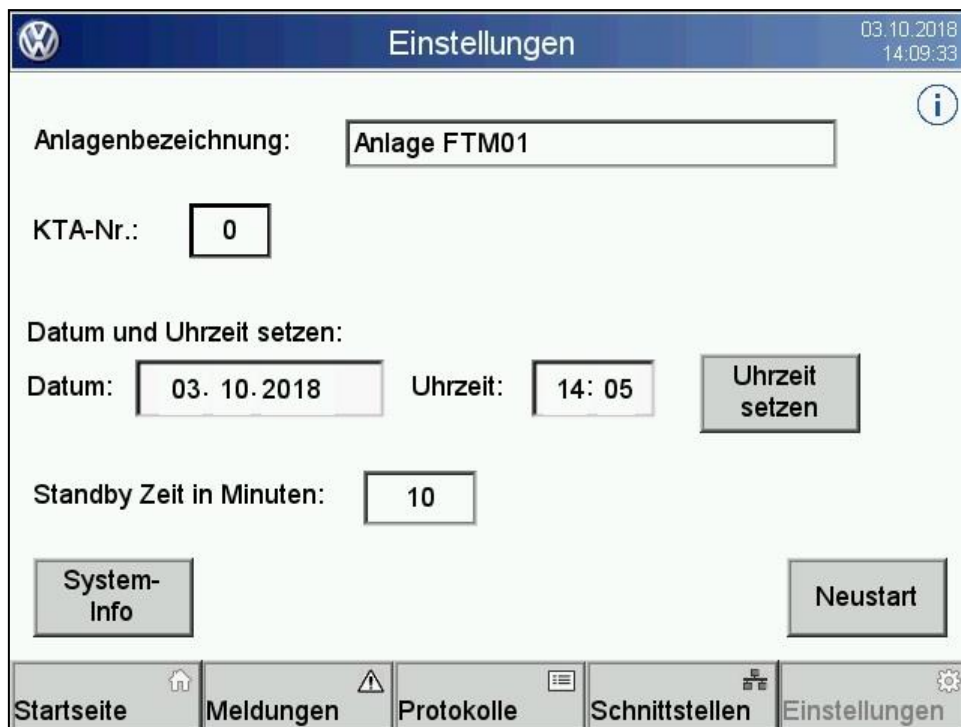 Einstellungen
03.10.2018
14:09:33
Anlagenbezeichnung: Anlage FTM01
KTA-Nr.: 0
Datum und Uhrzeit setzen:
Datum: 03. 10. 2018 Uhrzeit: 14: 05
Uhrzeit
setzen
Standby Zeit in Minuten: 10
System-
Info
Neustart
Startseite Meldungen Protokolle Schnittstellen Einstellungen